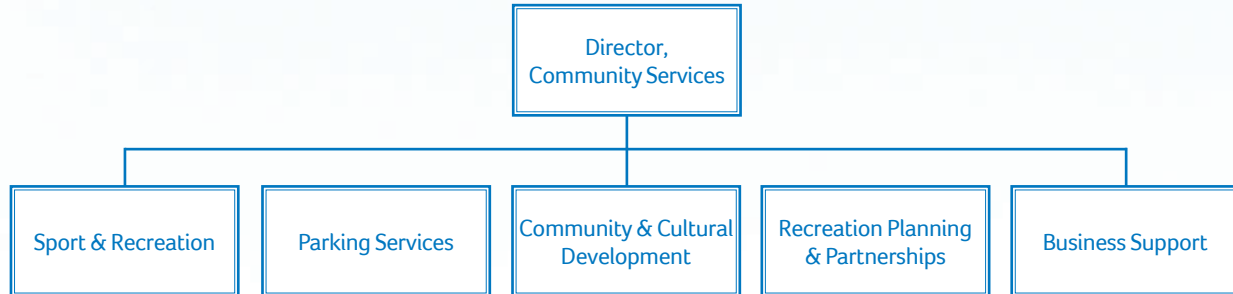 Director,
Community Services
Sport & Recreation
Parking Services
Community & Cultural
Development
Recreation Planning
& Partnerships
Business Support